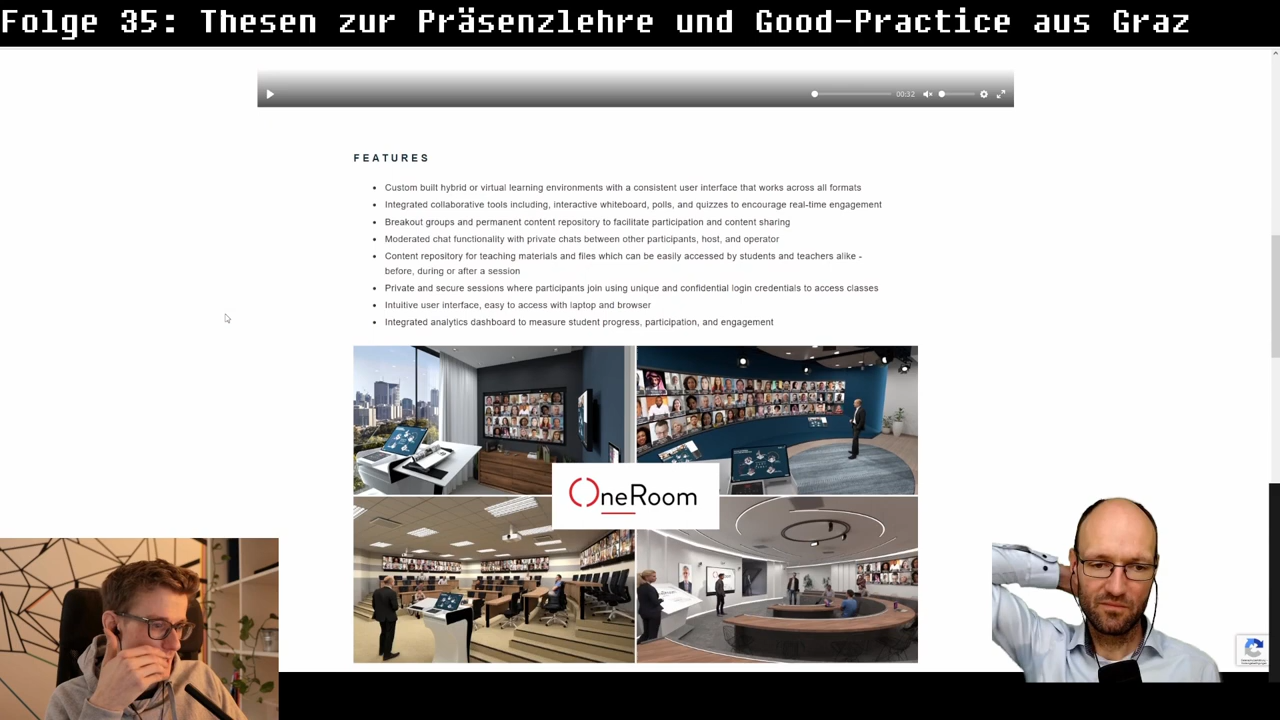 Folge 35: Thesen zur Präsenzlehre und Good-Practice aus Graz
00:32
FEATURES
• Custom built hybrid or virtual learning environments with a consistent user interface that works across all formats
• Integrated collaborative tools including, interactive whiteboard, polls, and quizzes to encourage real-time engagement
• Breakout groups and permanent content repository to facilitate participation and content sharing
• Moderated chat functionality with private chats between other participants, host, and operator
• Content repository for teaching materials and files which can be easily accessed by students and teachers alike -
before, during or after a session
• Private and secure sessions where participants join using unique and confidential login credentials to access classes
• Intuitive user interface, easy to access with laptop and browser
• Integrated analytics dashboard to measure student progress, participation, and engagement
OneRoom